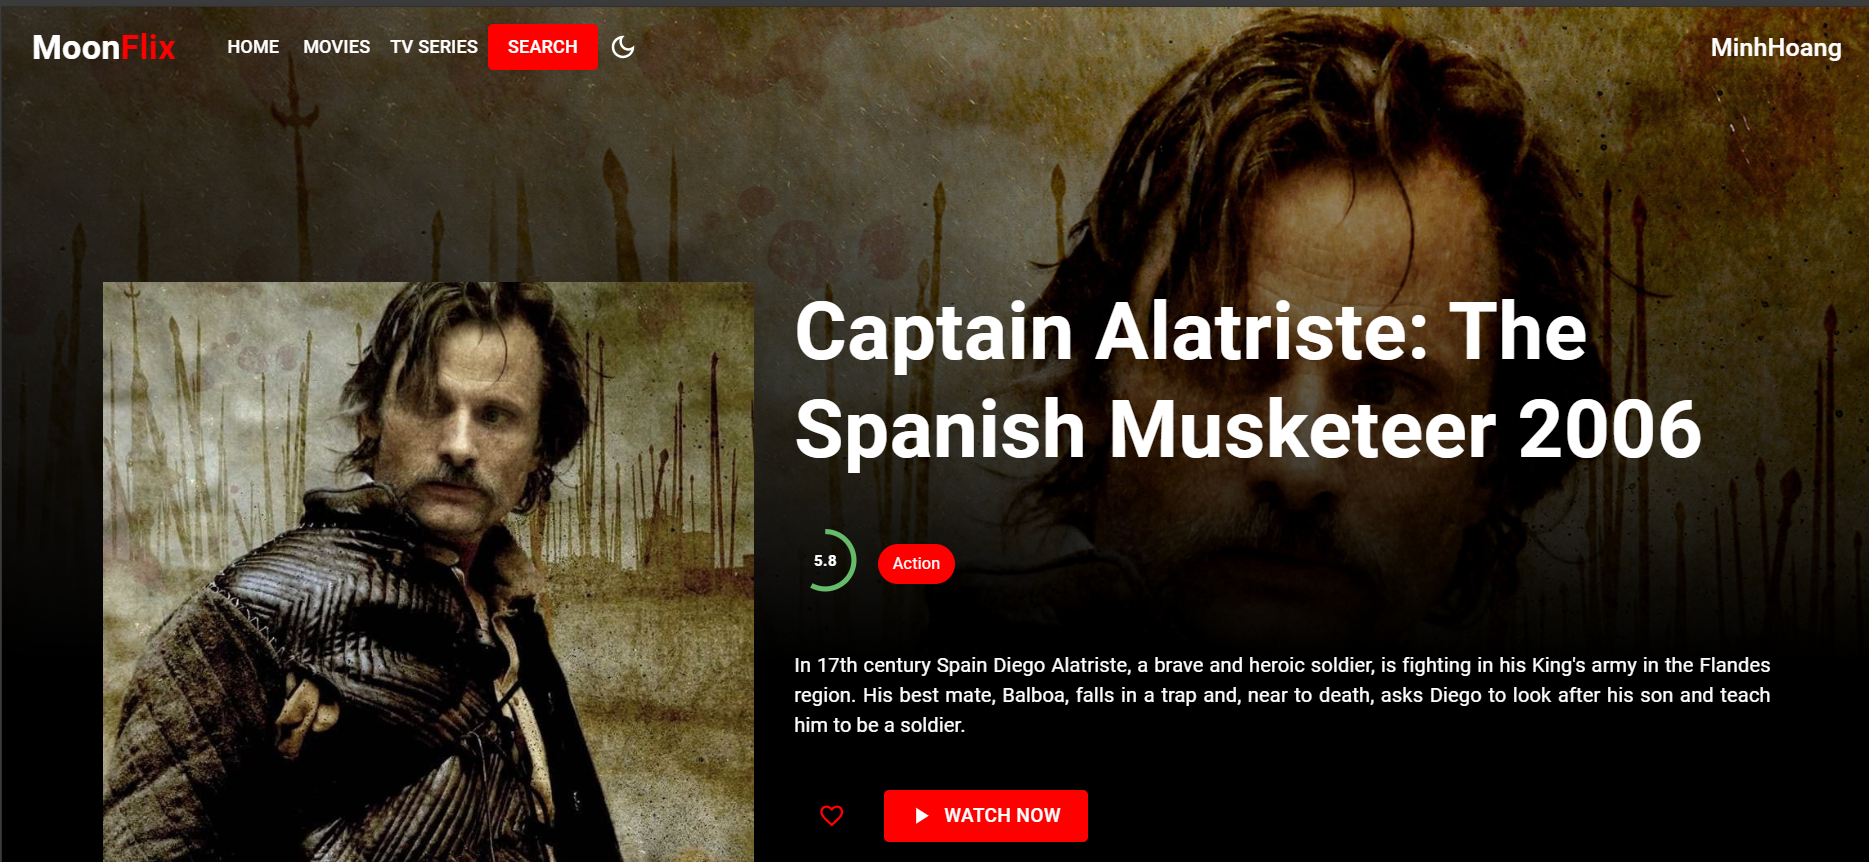 MoonFlix
HOME MOVIES TV SERIES SEARCH
MinhHoang
Captain Alatriste: The
Spanish Musketeer 2006
5.8 Action
In 17th century Spain Diego Alatriste, a brave and heroic soldier, is fighting in his King's army in the Flandes
region. His best mate, Balboa, falls in a trap and, near to death, asks Diego to look after his son and teach
him to be a soldier.
WATCH NOW